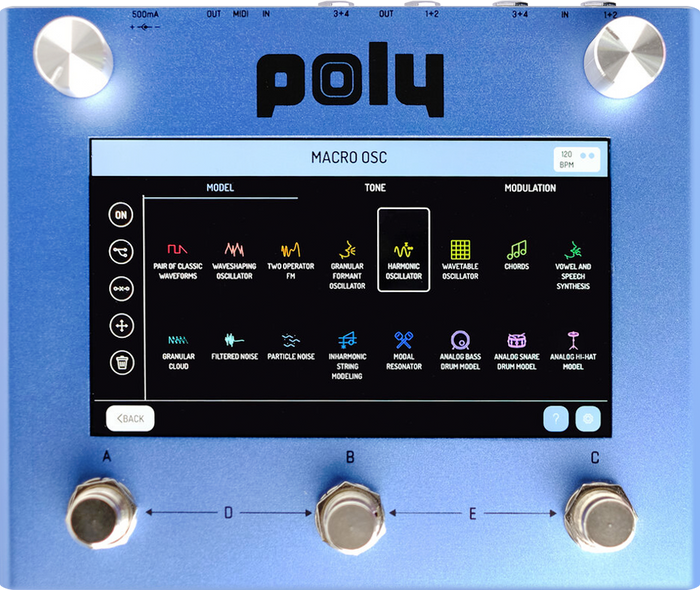 500mA
OUT MIDI IN
3+4 OUT 1+2
3+4 IN 1+2
poly
MACRO OSC
120
BPM
MODEL TONE MODULATION
ON
PAIR OF CLASSIC
WAVEFORMS
WAVESHAPING
OSCILLATOR
TWO OPERATOR
FM
GRANULAR
FORMANT
OSCILLATOR
HARMONIC
OSCILLATOR
WAVETABLE
OSCILLATOR
CHORDS
VOWEL AND
SPEECH
SYNTHESIS
GRANULAR
CLOUD
FILTERED NOISE
PARTICLE NOISE
INHARMONIC
STRING
MODELING
MODAL
RESONATOR
ANALOG BASS
DRUM MODEL
ANALOG SNARE
DRUM MODEL
ANALOG HI-HAT
MODEL
<BACK
?
A B C
D E